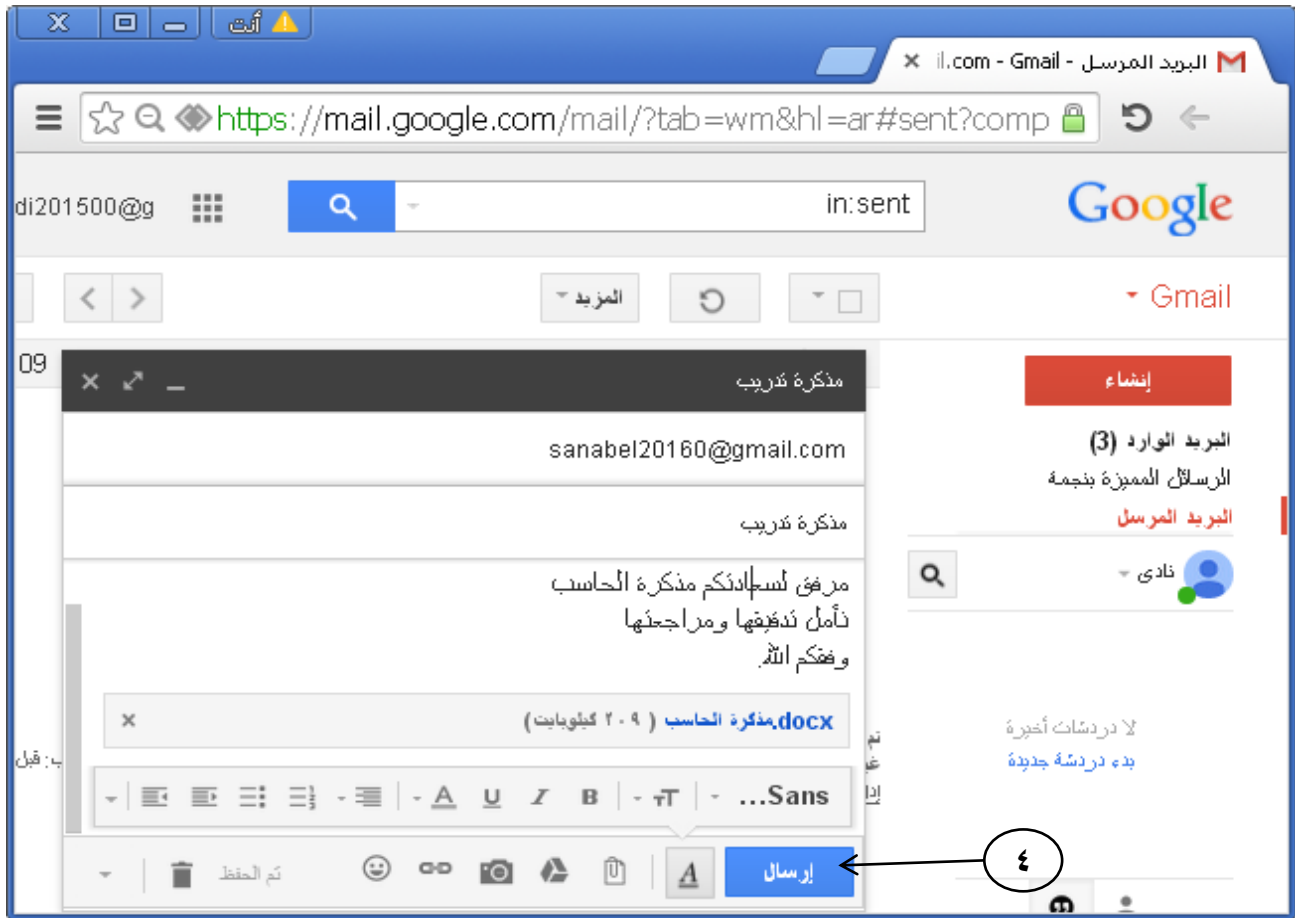 أنت
البريد المرسل - il.com - Gmail
https://mail.google.com/mail/?tab=wm&hl=ar#sent?comp
Google
in:sent
di201500@g
Gmail
المزيد
09
إنشاء
البريد الوارد (3)
الرسائل المميزة بنجمة
البريد المرسل
نادى
لا دردشات أخيرة
بدء دردشة جديدة
مذكرة تدريب
sanabel20160@gmail.com
مذكرة تدريب
مرفق لسعادتكم مذكرة الحاسب
نأمل تدقيقها ومراجعتها
وفقكم الله.
مذكرة الحاسب.docx (٢٠٩ كيلوبايت)
Sans...
B I U A
إرسال
تم الحفظ
٤